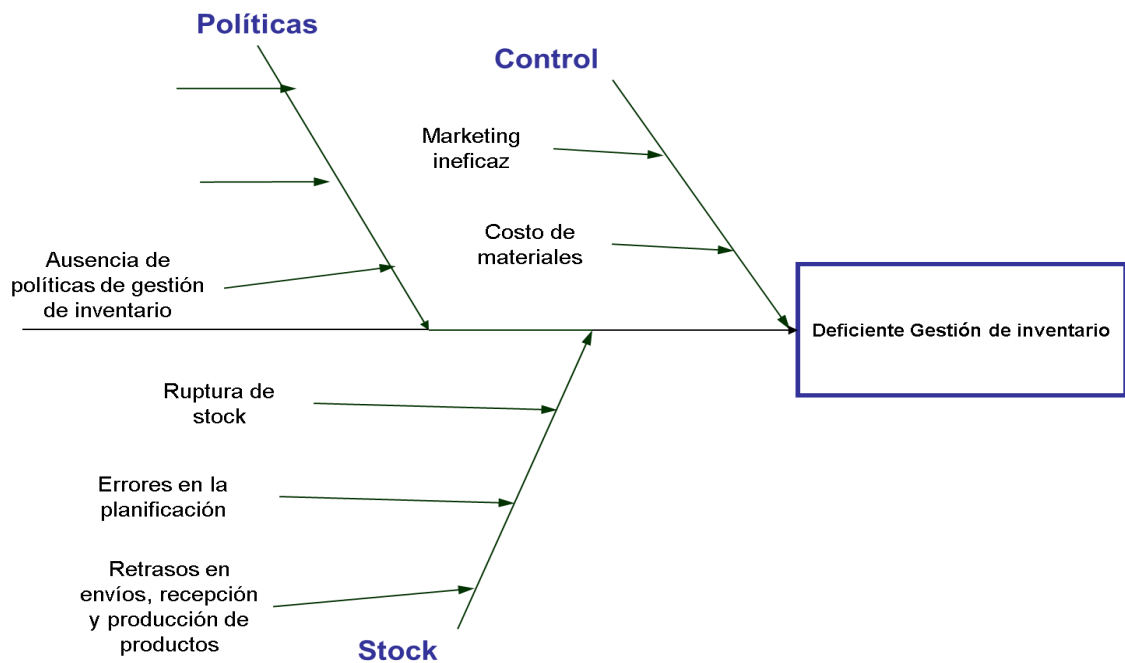 Políticas
Control
Marketing
ineficaz
Costo de
materiales
Ausencia de
políticas de gestión
de inventario
Deficiente Gestión de inventario
Ruptura de
stock
Errores en la
planificación
Retrasos en
envíos, recepción
y producción de
productos
Stock